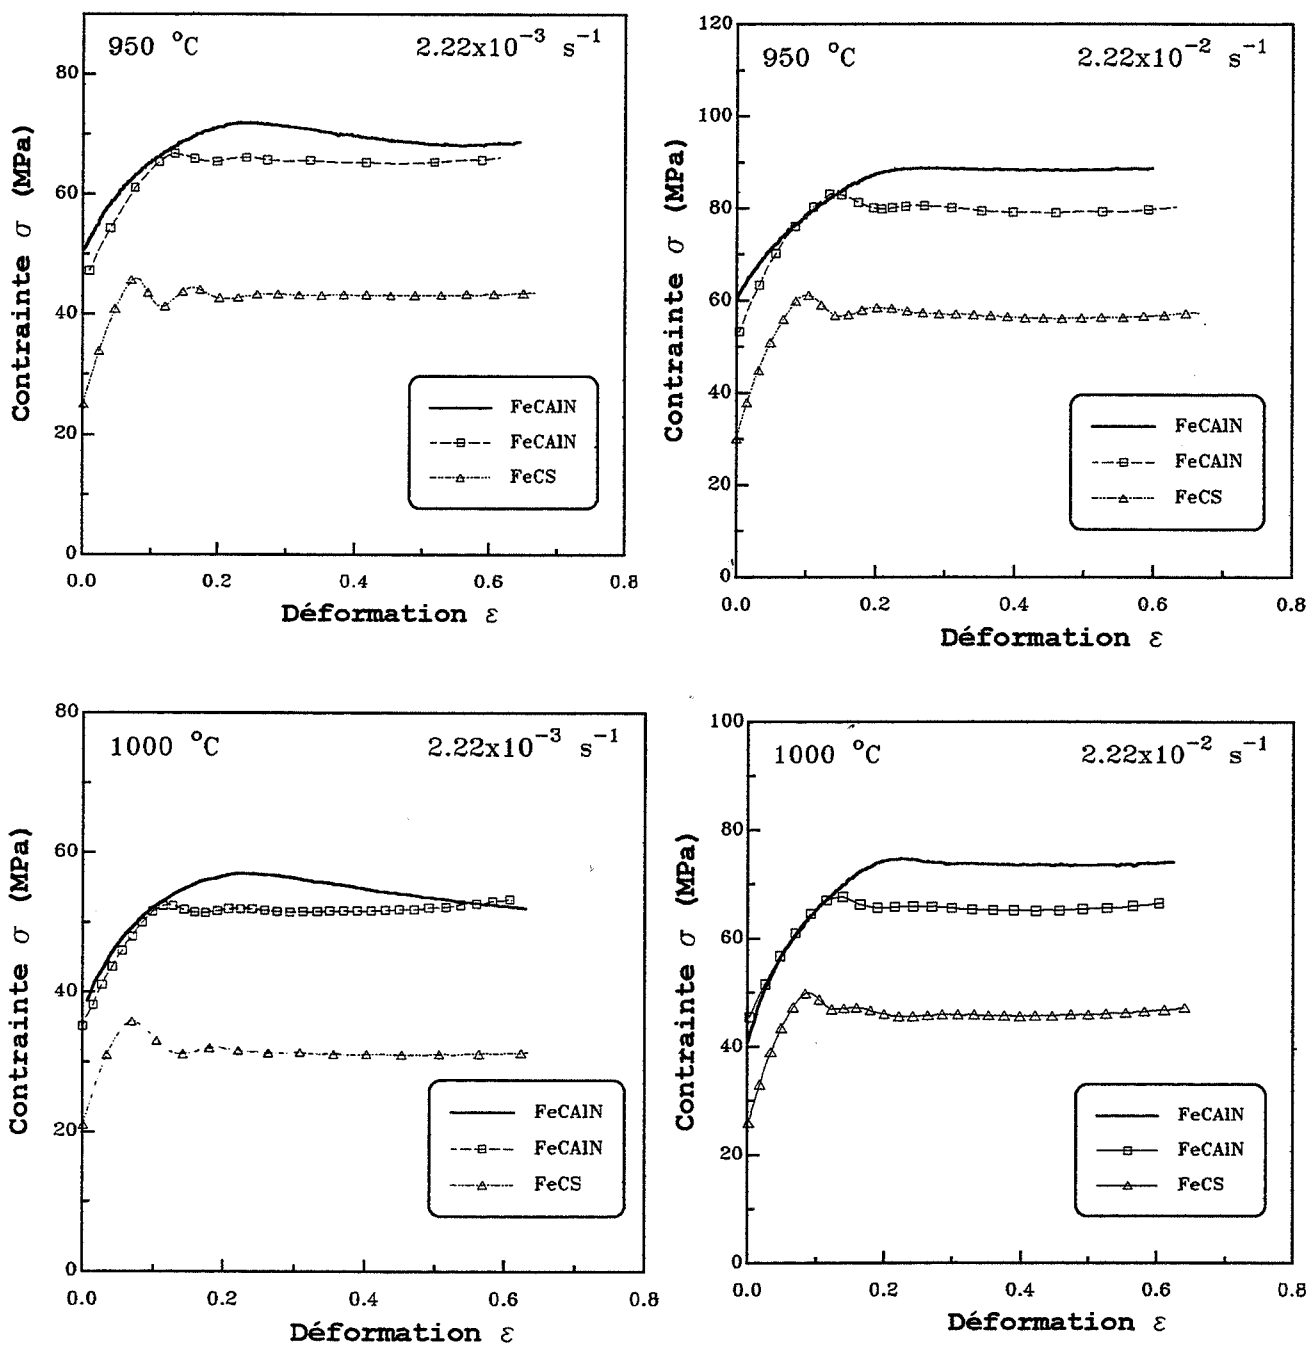 950 °C 2.22x10⁻³ s⁻¹
80
60
40
20
0
0.0 0.2 0.4 0.6 0.8
Contrainte σ (MPa)
Déformation ε
FeCAlN
FeCAlN
FeCS
950 °C 2.22x10⁻² s⁻¹
120
100
80
60
40
20
0
0.0 0.2 0.4 0.6 0.8
Contrainte σ (MPa)
Déformation ε
FeCAlN
FeCAlN
FeCS
1000 °C 2.22x10⁻³ s⁻¹
80
60
40
20
0
0.0 0.2 0.4 0.6 0.8
Contrainte σ (MPa)
Déformation ε
FeCAlN
FeCAlN
FeCS
1000 °C 2.22x10⁻² s⁻¹
100
80
60
40
20
0
0.0 0.2 0.4 0.6 0.8
Contrainte σ (MPa)
Déformation ε
FeCAlN
FeCAlN
FeCS